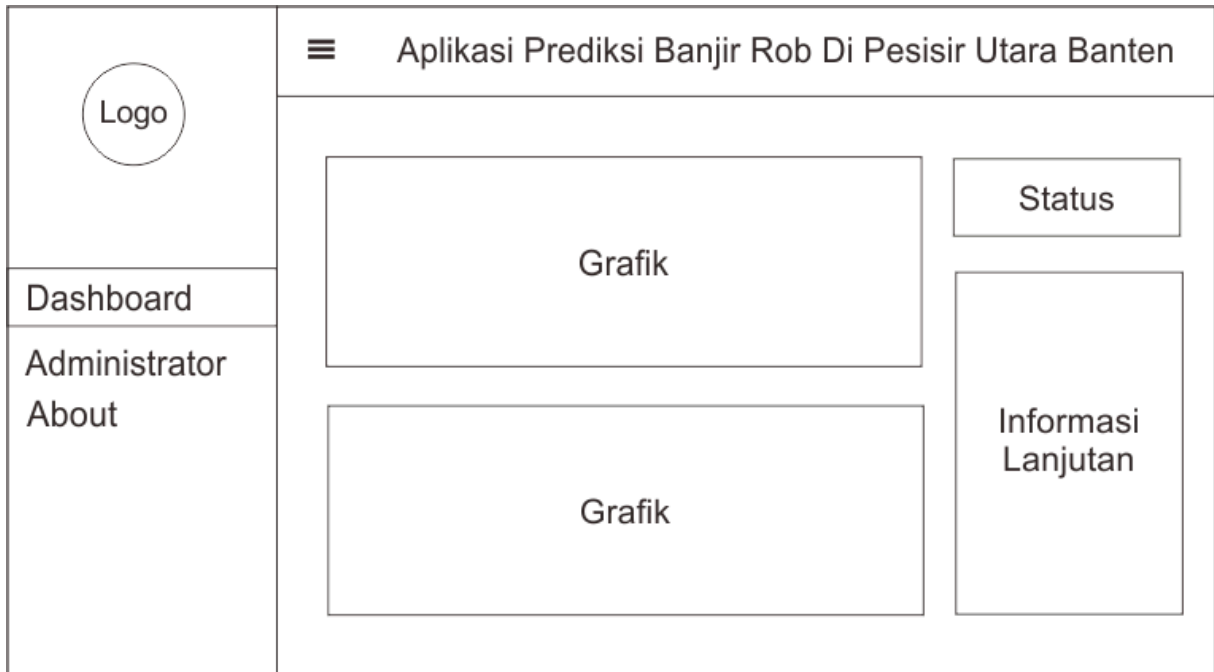 Logo
Dashboard
Administrator
About
Aplikasi Prediksi Banjir Rob Di Pesisir Utara Banten
Grafik
Grafik
Status
Informasi
Lanjutan